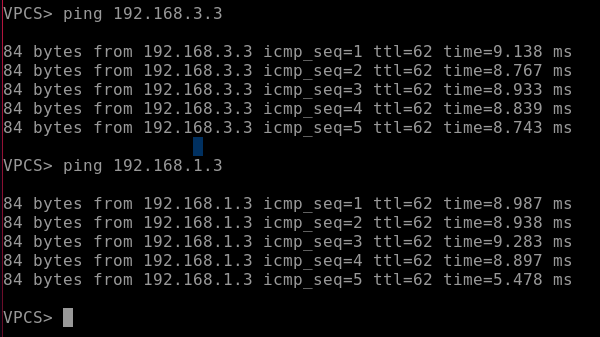 VPCS> ping 192.168.3.3
84 bytes from 192.168.3.3 icmp_seq=1 ttl=62 time=9.138 ms
84 bytes from 192.168.3.3 icmp_seq=2 ttl=62 time=8.767 ms
84 bytes from 192.168.3.3 icmp_seq=3 ttl=62 time=8.933 ms
84 bytes from 192.168.3.3 icmp_seq=4 ttl=62 time=8.839 ms
84 bytes from 192.168.3.3 icmp_seq=5 ttl=62 time=8.743 ms
VPCS> ping 192.168.1.3
84 bytes from 192.168.1.3 icmp_seq=1 ttl=62 time=8.987 ms
84 bytes from 192.168.1.3 icmp_seq=2 ttl=62 time=8.938 ms
84 bytes from 192.168.1.3 icmp_seq=3 ttl=62 time=9.283 ms
84 bytes from 192.168.1.3 icmp_seq=4 ttl=62 time=8.897 ms
84 bytes from 192.168.1.3 icmp_seq=5 ttl=62 time=5.478 ms
VPCS>